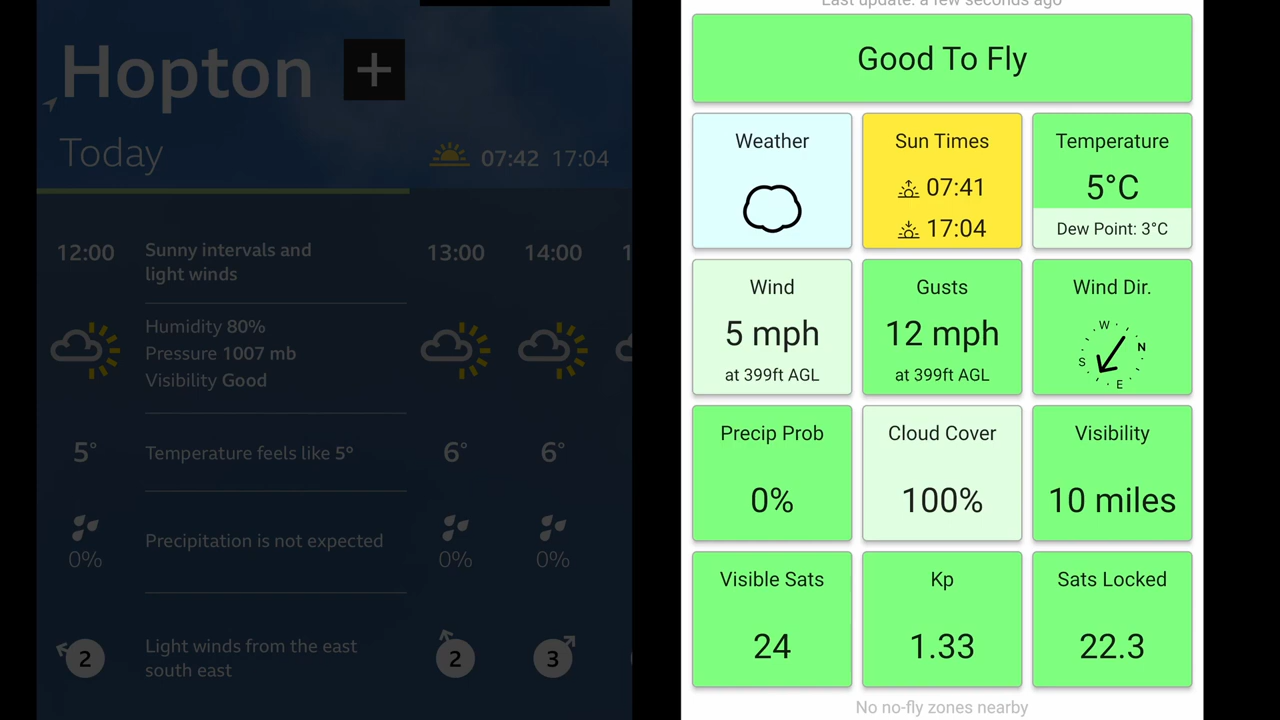 Hopton
Today
07:42 17:04
12:00
Sunny intervals and
light winds
13:00
14:00
Humidity 80%
Pressure 1007 mb
Visibility Good
5°
Temperature feels like 5°
6°
6°
0%
Precipitation is not expected
0%
0%
2
Light winds from the east
south east
2
3
Last update: a few seconds ago
Good To Fly
Weather
Sun Times
07:41
17:04
Temperature
5°C
Dew Point: 3°C
Wind
5 mph
at 399ft AGL
Gusts
12 mph
at 399ft AGL
Wind Dir.
W
N
S
E
Precip Prob
0%
Cloud Cover
100%
Visibility
10 miles
Visible Sats
24
Kp
1.33
Sats Locked
22.3
No no-fly zones nearby